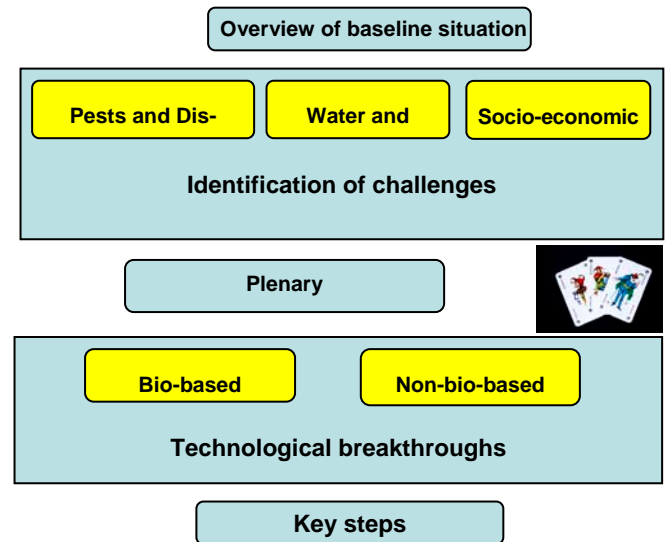 Overview of baseline situation
Pests and Dis-
Water and
Socio-economic
Identification of challenges
Plenary
Bio-based
Non-bio-based
Technological breakthroughs
Key steps